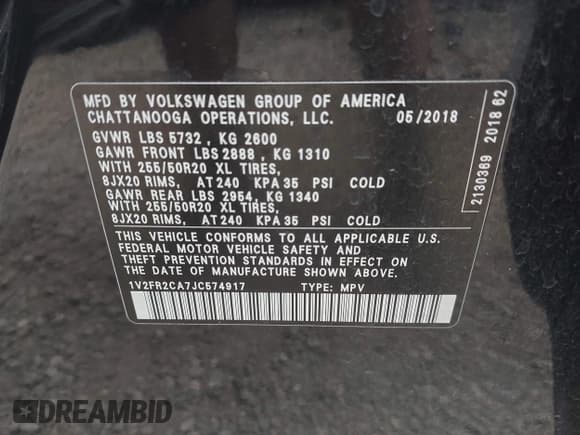 MFD BY VOLKSWAGEN GROUP OF AMERICA
CHATTANOOGA OPERATIONS, LLC. 05/2018
GVWR LBS 5732 , KG 2600
GAWR FRONT LBS 2888 , KG 1310
WITH 255/50R20 XL TIRES,
8JX20 RIMS, AT 240 KPA 35 PSI COLD
GAWR REAR LBS 2954, KG 1340
WITH 255/50R20 XL TIRES,
8JX20 RIMS, AT 240 KPA 35 PSI COLD
THIS VEHICLE CONFORMS TO ALL APPLICABLE U.S.
FEDERAL MOTOR VEHICLE SAFETY AND
THEFT PREVENTION STANDARDS IN EFFECT ON
THE DATE OF MANUFACTURE SHOWN ABOVE.
1V2FR2CA7JC574917 TYPE: MPV
2130369 2018 62
DREAMBID